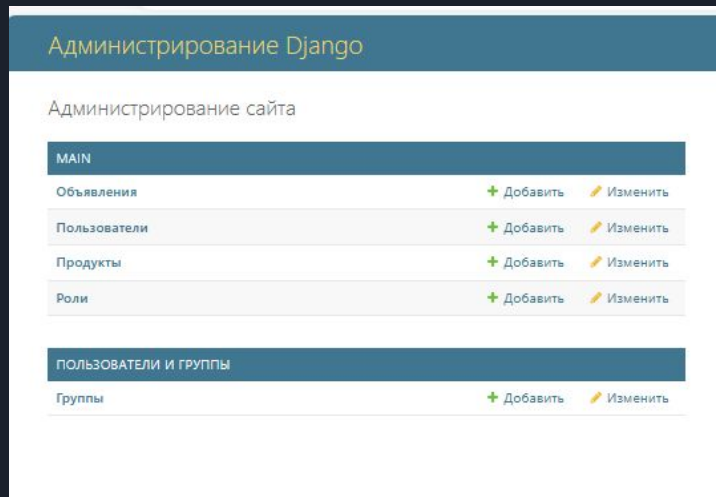 Администрирование Django
Администрирование сайта
MAIN
Объявления Добавить Изменить
Пользователи Добавить Изменить
Продукты Добавить Изменить
Роли Добавить Изменить
ПОЛЬЗОВАТЕЛИ И ГРУППЫ
Группы Добавить Изменить